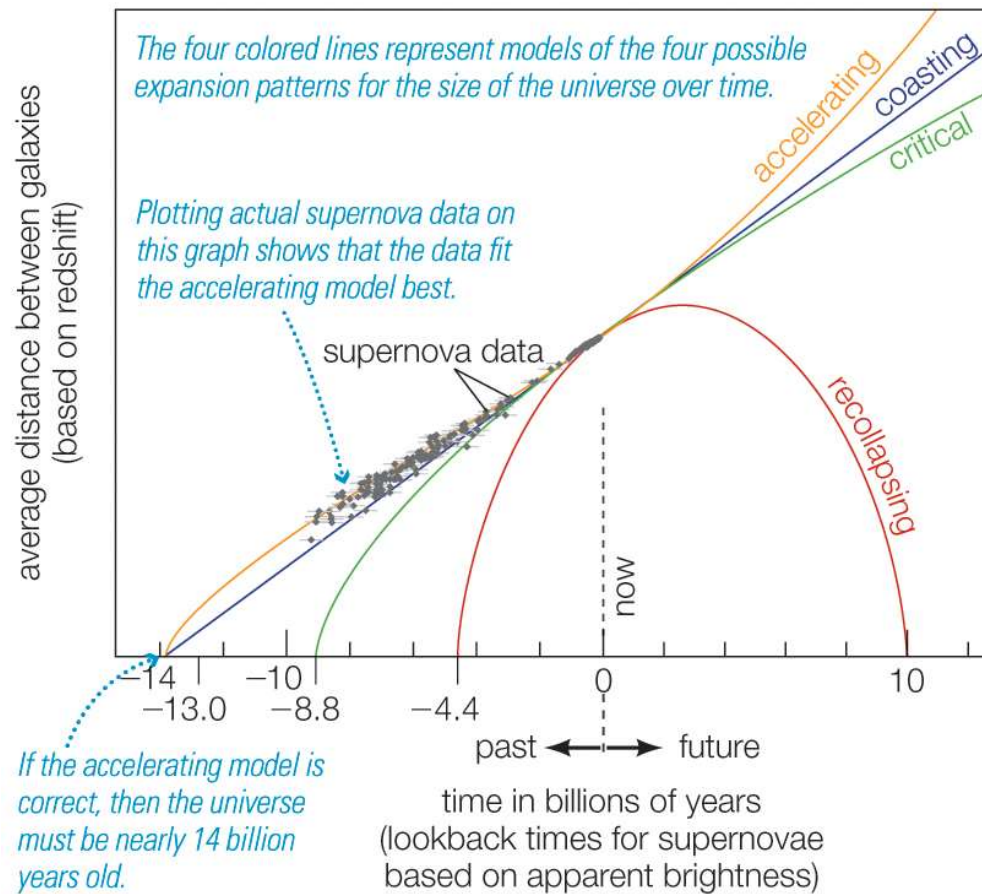 The four colored lines represent models of the four possible
expansion patterns for the size of the universe over time.
accelerating
coasting
critical
Plotting actual supernova data on
this graph shows that the data fit
the accelerating model best.
supernova data
recollapsing
now
average distance between galaxies
(based on redshift)
−14
−13.0
−10
−8.8
−4.4
0
10
past
future
If the accelerating model is
correct, then the universe
must be nearly 14 billion
years old.
time in billions of years
(lookback times for supernovae
based on apparent brightness)